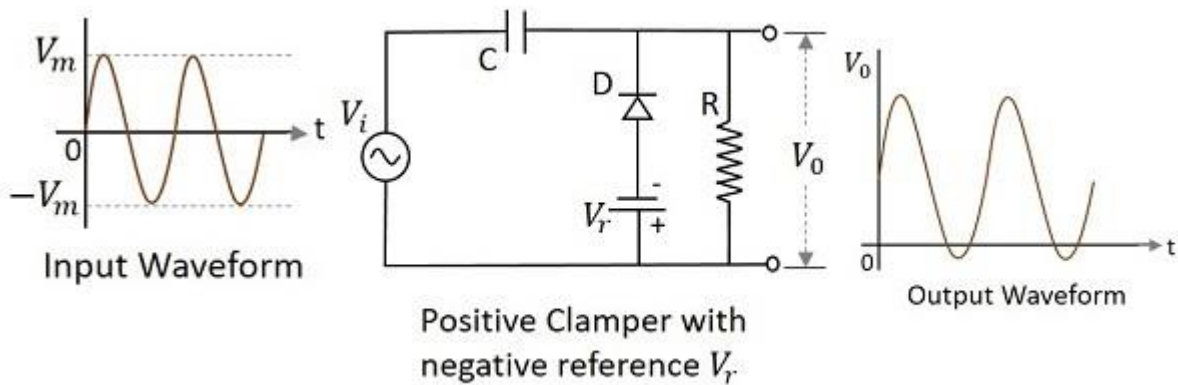 V_m
0
t
-V_m
Input Waveform
V_i
C
D
R
V_r
-
+
V_0
Positive Clamper with
negative reference V_r
V_0
0
t
Output Waveform